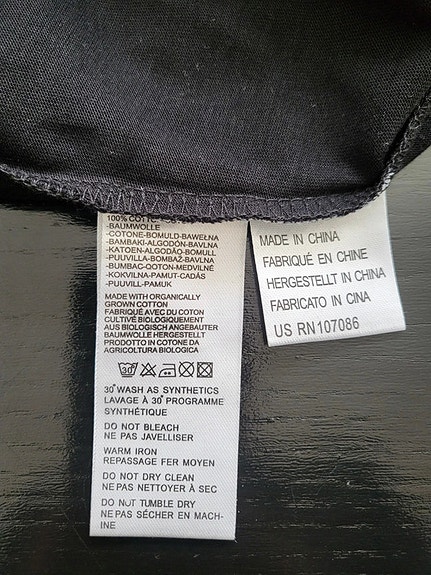 100% COTTON
-BAUMWOLLE
-COTONE-BOMULD-BAWEŁNA
-BAMBAKI-ALGODÓN-BAVLNA
-KATOEN-ALGODÃO-BOMULL
-PUUVILLA-BOMBAŽ-BAVLNA
-BUMBAC-QOTON-MEDVILNĖ
-KOKVILNA-PAMUT-CADÁS
-PUUVILL-PAMUK
MADE WITH ORGANICALLY
GROWN COTTON
FABRIQUÉ AVEC DU COTON
CULTIVÉ BIOLOGIQUEMENT
AUS BIOLOGISCH ANGEBAUTER
BAUMWOLLE HERGESTELLT
PRODOTTO IN COTONE DA
AGRICOLTURA BIOLOGICA
30
30° WASH AS SYNTHETICS
LAVAGE À 30° PROGRAMME
SYNTHÉTIQUE
DO NOT BLEACH
NE PAS JAVELLISER
WARM IRON
REPASSAGE FER MOYEN
DO NOT DRY CLEAN
NE PAS NETTOYER À SEC
DO NOT TUMBLE DRY
NE PAS SÉCHER EN MACH-
INE
MADE IN CHINA
FABRIQUÉ EN CHINE
HERGESTELLT IN CHINA
FABRICATO IN CINA
US RN107086